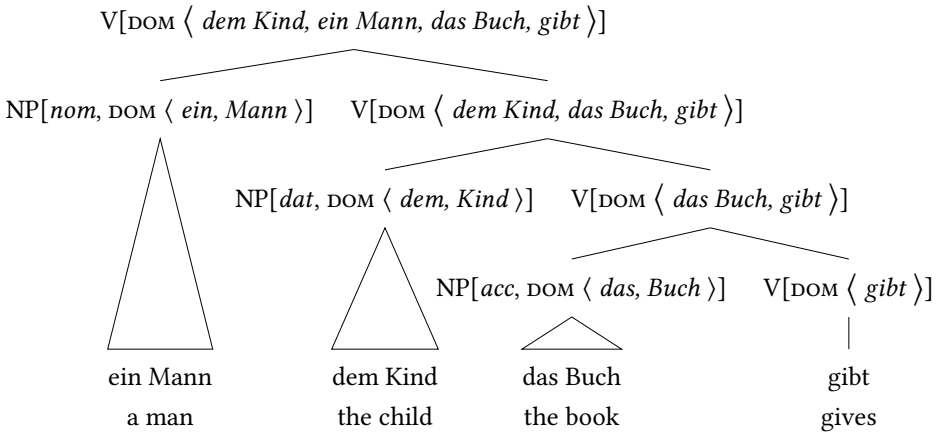 V[DOM ⟨ dem Kind, ein Mann, das Buch, gibt ⟩]
NP[nom, DOM ⟨ ein, Mann ⟩] V[DOM ⟨ dem Kind, das Buch, gibt ⟩]
NP[dat, DOM ⟨ dem, Kind ⟩] V[DOM ⟨ das Buch, gibt ⟩]
NP[acc, DOM ⟨ das, Buch ⟩] V[DOM ⟨ gibt ⟩]
ein Mann dem Kind das Buch gibt
a man the child the book gives